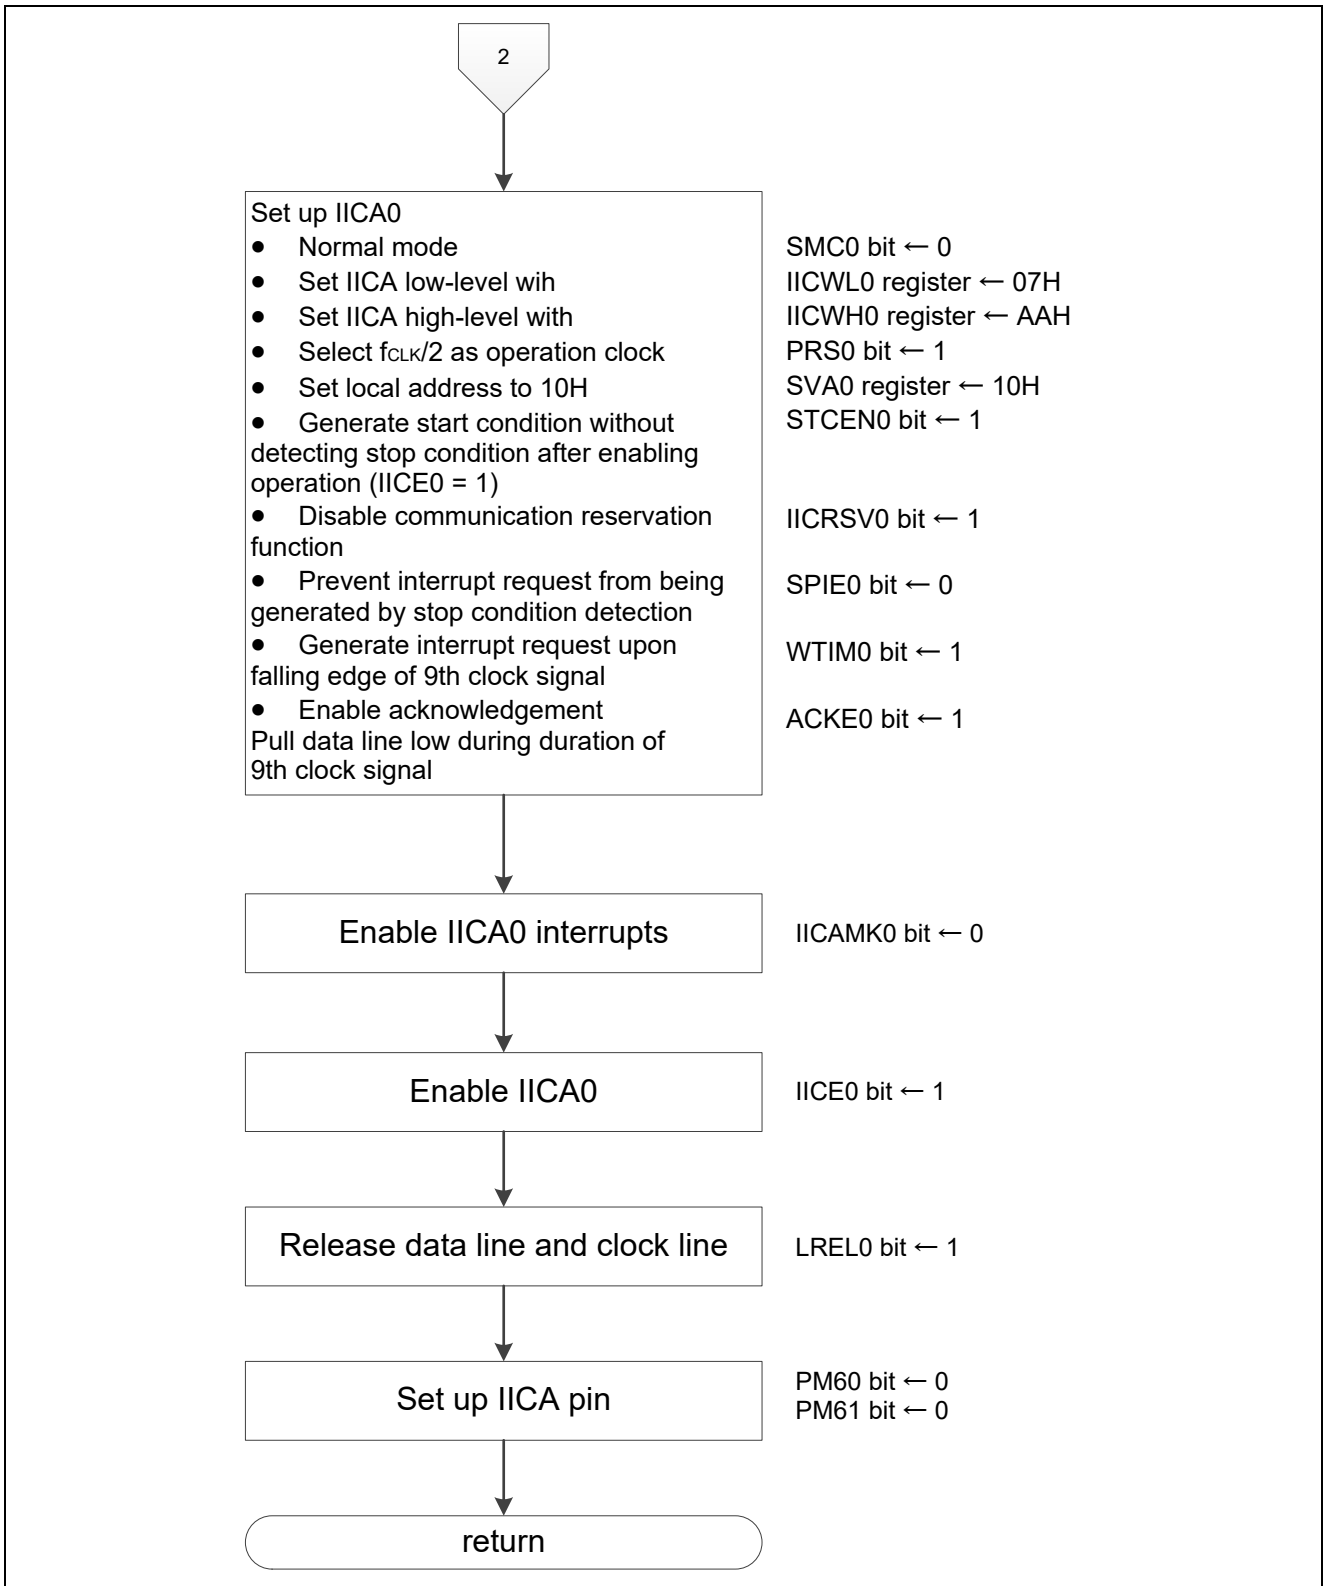 2
Set up IICA0
● Normal mode SMC0 bit ← 0
● Set IICA low-level wih IICWL0 register ← 07H
● Set IICA high-level with IICWH0 register ← AAH
● Select fCLK/2 as operation clock PRS0 bit ← 1
● Set local address to 10H SVA0 register ← 10H
● Generate start condition without STCEN0 bit ← 1
detecting stop condition after enabling
operation (IICE0 = 1)
● Disable communication reservation IICRSV0 bit ← 1
function
● Prevent interrupt request from being SPIE0 bit ← 0
generated by stop condition detection
● Generate interrupt request upon WTIM0 bit ← 1
falling edge of 9th clock signal
● Enable acknowledgement ACKE0 bit ← 1
Pull data line low during duration of
9th clock signal
Enable IICA0 interrupts IICAMK0 bit ← 0
Enable IICA0 IICE0 bit ← 1
Release data line and clock line LREL0 bit ← 1
Set up IICA pin PM60 bit ← 0
PM61 bit ← 0
return